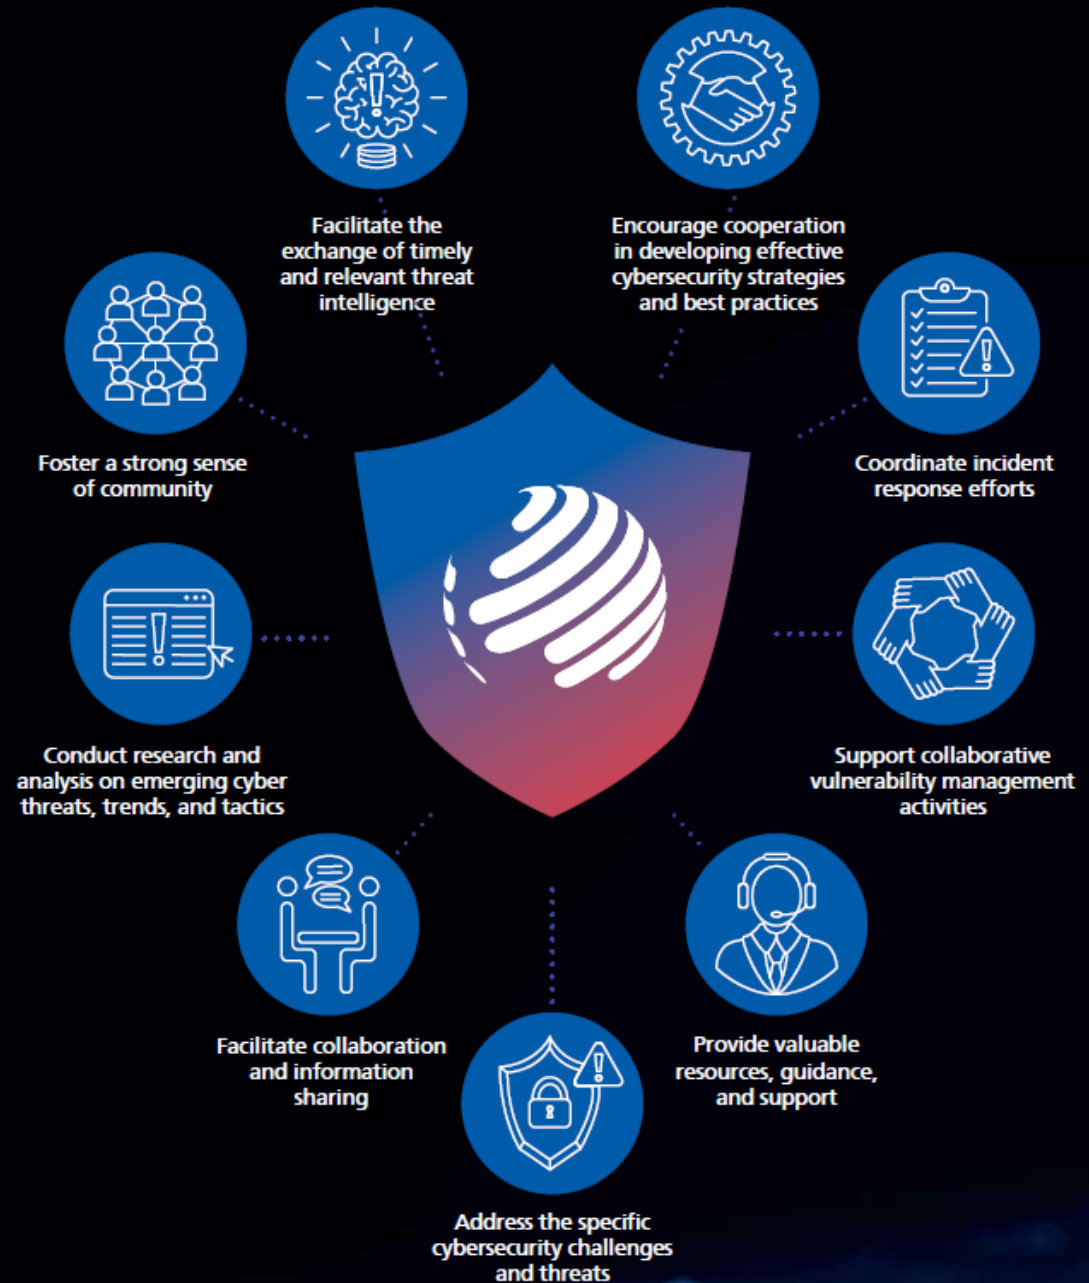 Facilitate the
exchange of timely
and relevant threat
intelligence
Encourage cooperation
in developing effective
cybersecurity strategies
and best practices
Foster a strong sense
of community
Coordinate incident
response efforts
Conduct research and
analysis on emerging cyber
threats, trends, and tactics
Support collaborative
vulnerability management
activities
Facilitate collaboration
and information
sharing
Provide valuable
resources, guidance,
and support
Address the specific
cybersecurity challenges
and threats